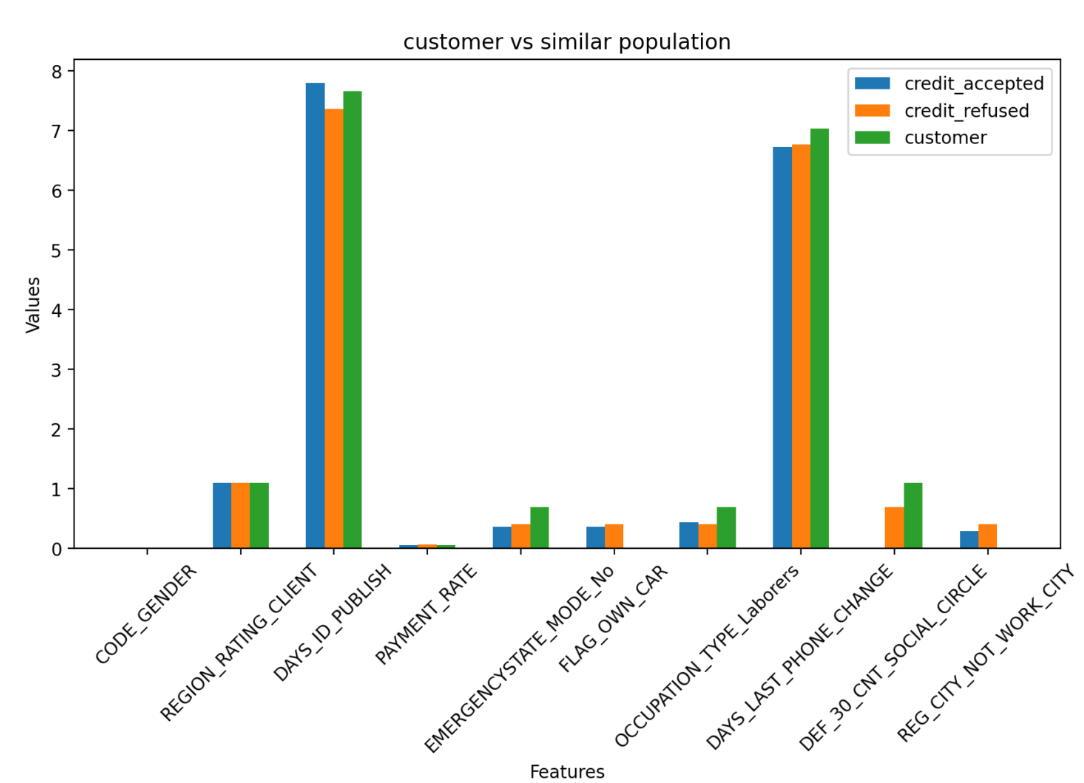 customer vs similar population
credit_accepted
credit_refused
customer
8
7
6
5
4
3
2
1
0
Values
CODE_GENDER
REGION_RATING_CLIENT
DAYS_ID_PUBLISH
PAYMENT_RATE
EMERGENCYSTATE_MODE_No
FLAG_OWN_CAR
OCCUPATION_TYPE_Laborers
DAYS_LAST_PHONE_CHANGE
DEF_30_CNT_SOCIAL_CIRCLE
REG_CITY_NOT_WORK_CITY
Features